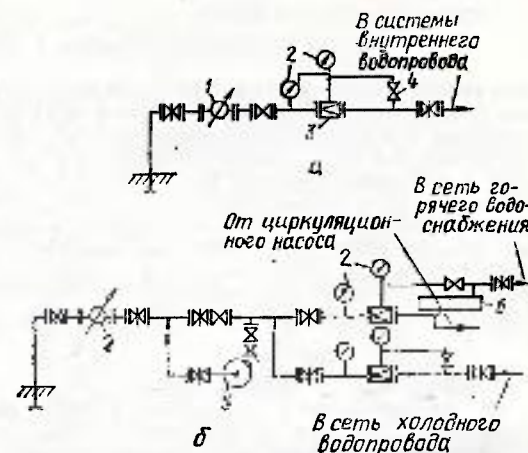 В системы
внутреннего
водопровода
1
2
4
3
а
В сеть го-
рячего водо-
снабжения
От циркуляцион-
ного насоса
2
6
5
б
В сеть холодного
водопровода